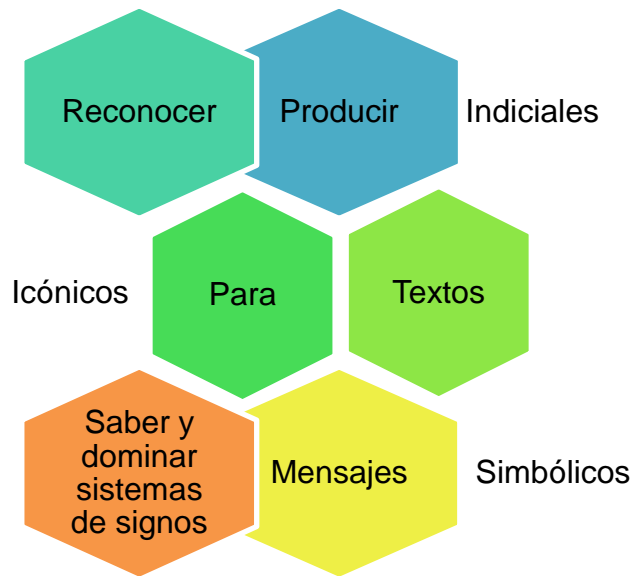 Reconocer
Producir
Indiciales
Icónicos
Para
Textos
Saber y
dominar
sistemas
de signos
Mensajes
Simbólicos